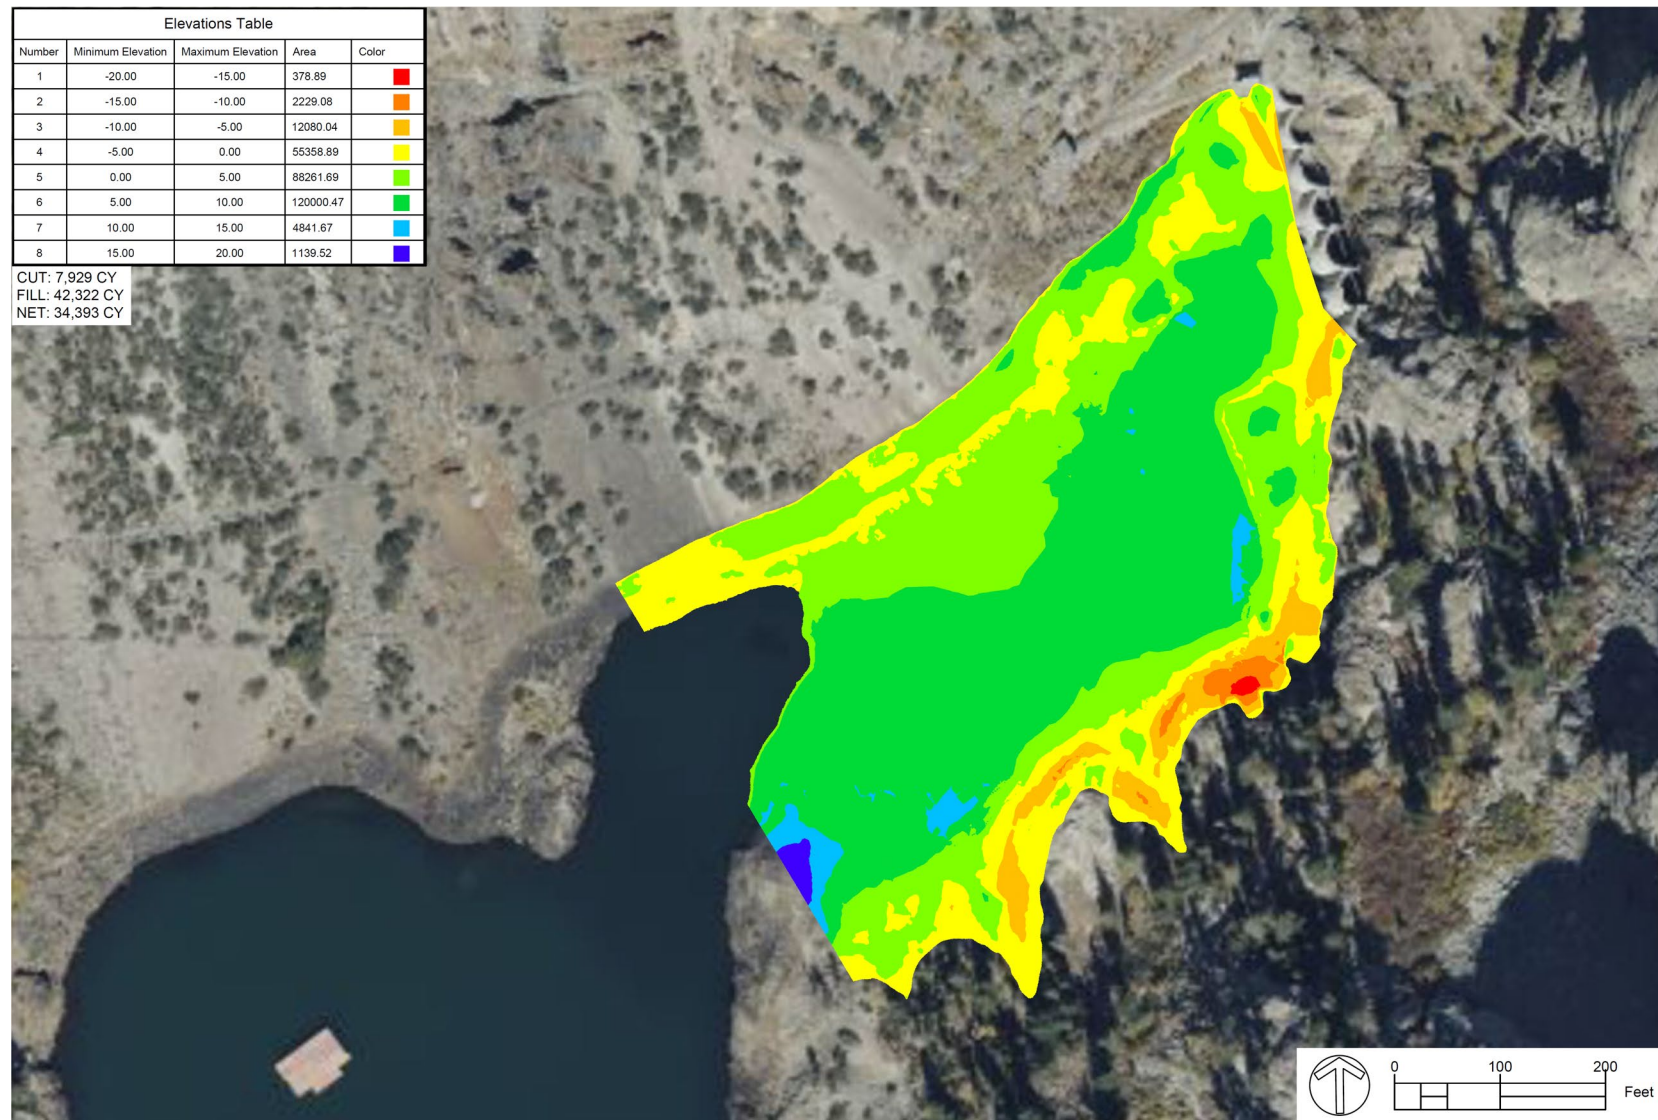 Elevations Table
Number Minimum Elevation Maximum Elevation Area Color
1 -20.00 -15.00 378.89
2 -15.00 -10.00 2229.08
3 -10.00 -5.00 12080.04
4 -5.00 0.00 55358.89
5 0.00 5.00 88261.69
6 5.00 10.00 120000.47
7 10.00 15.00 4841.67
8 15.00 20.00 1139.52
CUT: 7,929 CY
FILL: 42,322 CY
NET: 34,393 CY
0 100 200
Feet